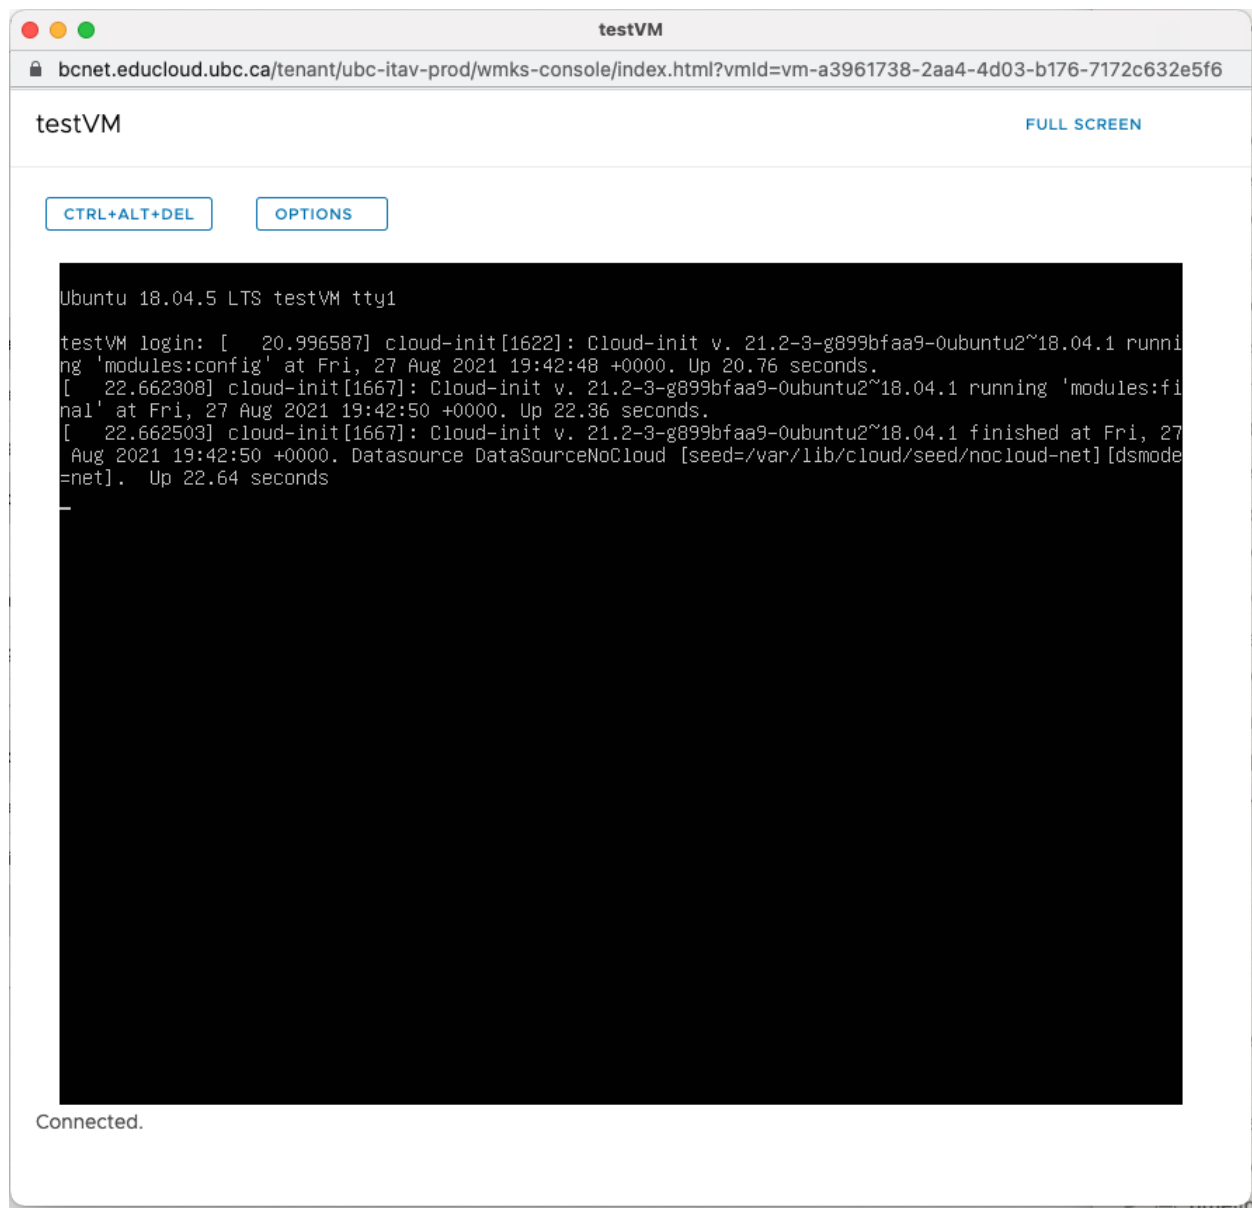 testVM
bcnet.educloud.ubc.ca/tenant/ubc-itav-prod/wmks-console/index.html?vmId=vm-a3961738-2aa4-4d03-b176-7172c632e5f6
testVM
FULL SCREEN
CTRL+ALT+DEL
OPTIONS
Ubuntu 18.04.5 LTS testVM tty1
testVM login: [   20.996587] cloud-init[1622]: Cloud-init v. 21.2-3-g899bfaa9-0ubuntu2~18.04.1 runni
ng 'modules:config' at Fri, 27 Aug 2021 19:42:48 +0000. Up 20.76 seconds.
[   22.662308] cloud-init[1667]: Cloud-init v. 21.2-3-g899bfaa9-0ubuntu2~18.04.1 running 'modules:fi
nal' at Fri, 27 Aug 2021 19:42:50 +0000. Up 22.36 seconds.
[   22.662503] cloud-init[1667]: Cloud-init v. 21.2-3-g899bfaa9-0ubuntu2~18.04.1 finished at Fri, 27
 Aug 2021 19:42:50 +0000. Datasource DataSourceNoCloud [seed=/var/lib/cloud/seed/nocloud-net][dsmode
=net].  Up 22.64 seconds
Connected.